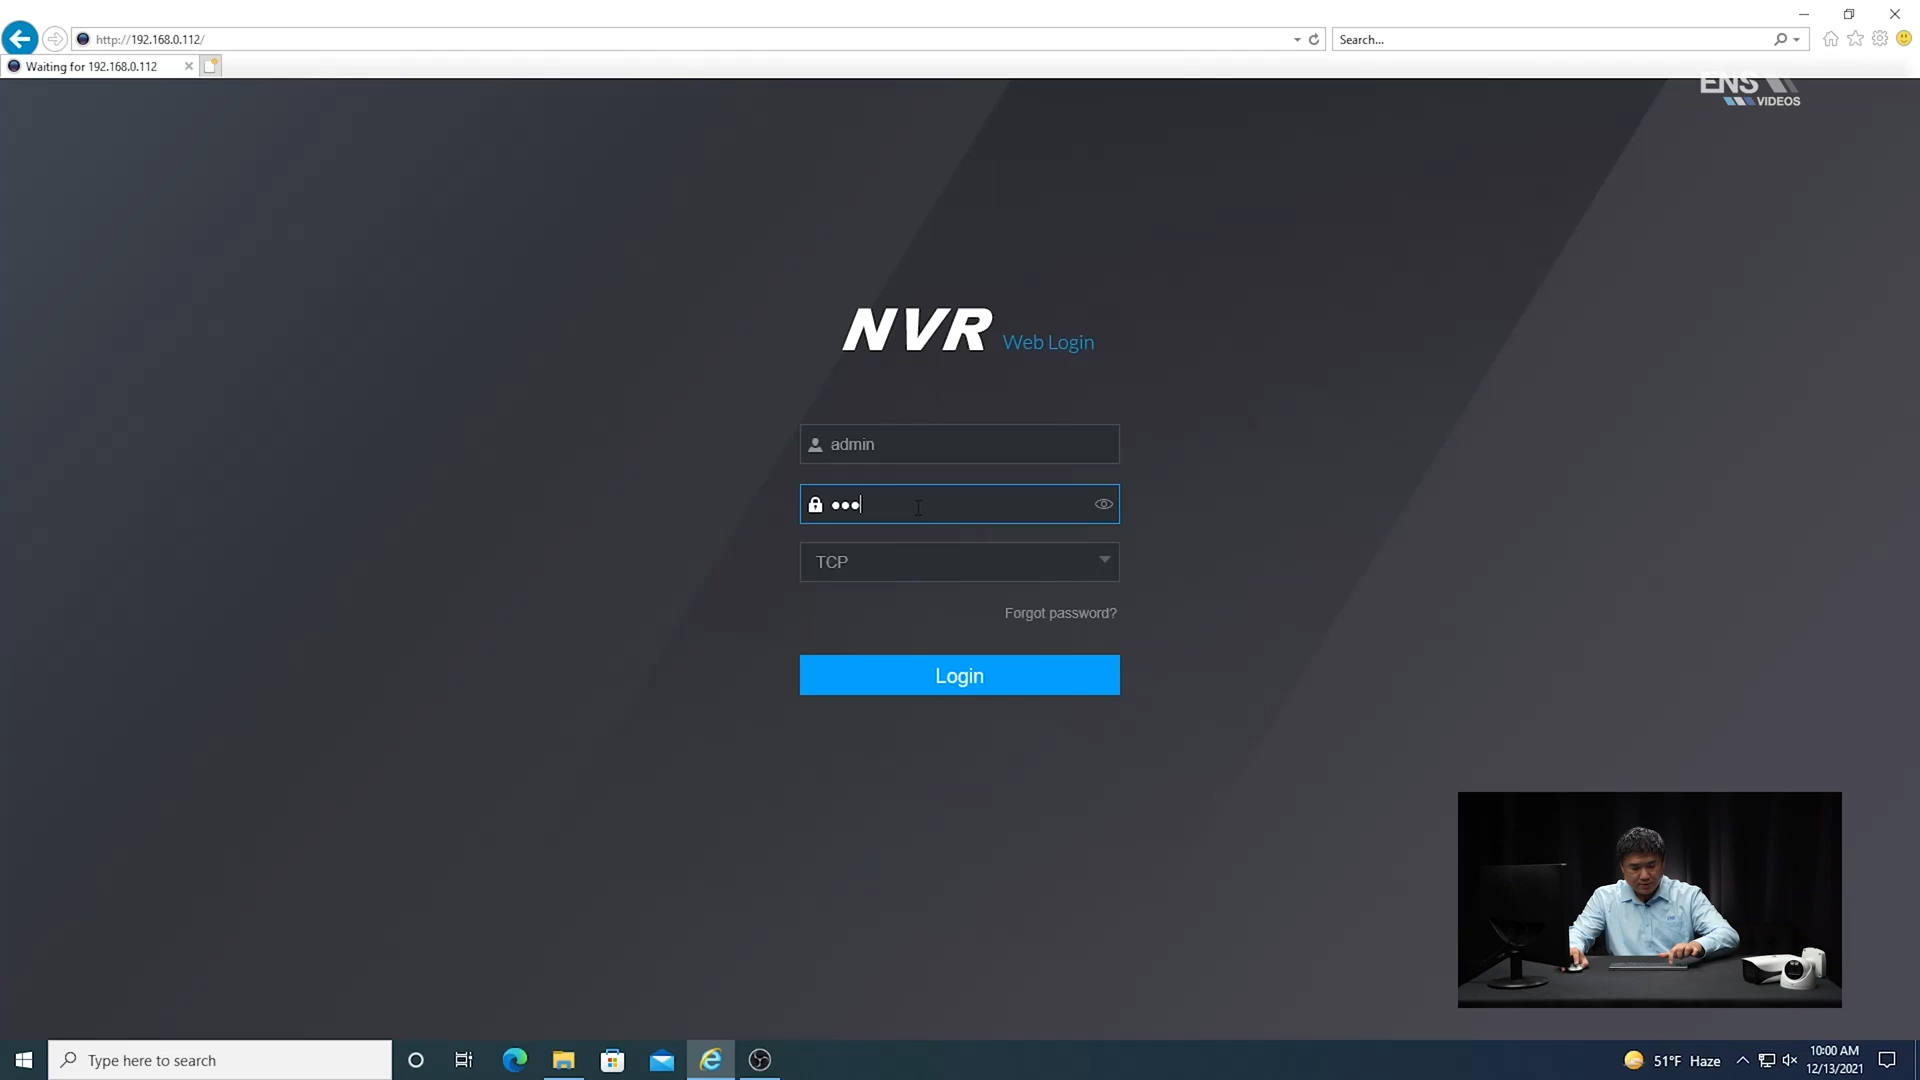 http://192.168.0.112/
Search...
Waiting for 192.168.0.112
ENS
VIDEOS
NVR Web Login
admin
TCP
Forgot password?
Login
Type here to search
51°F Haze
10:00 AM
12/13/2021